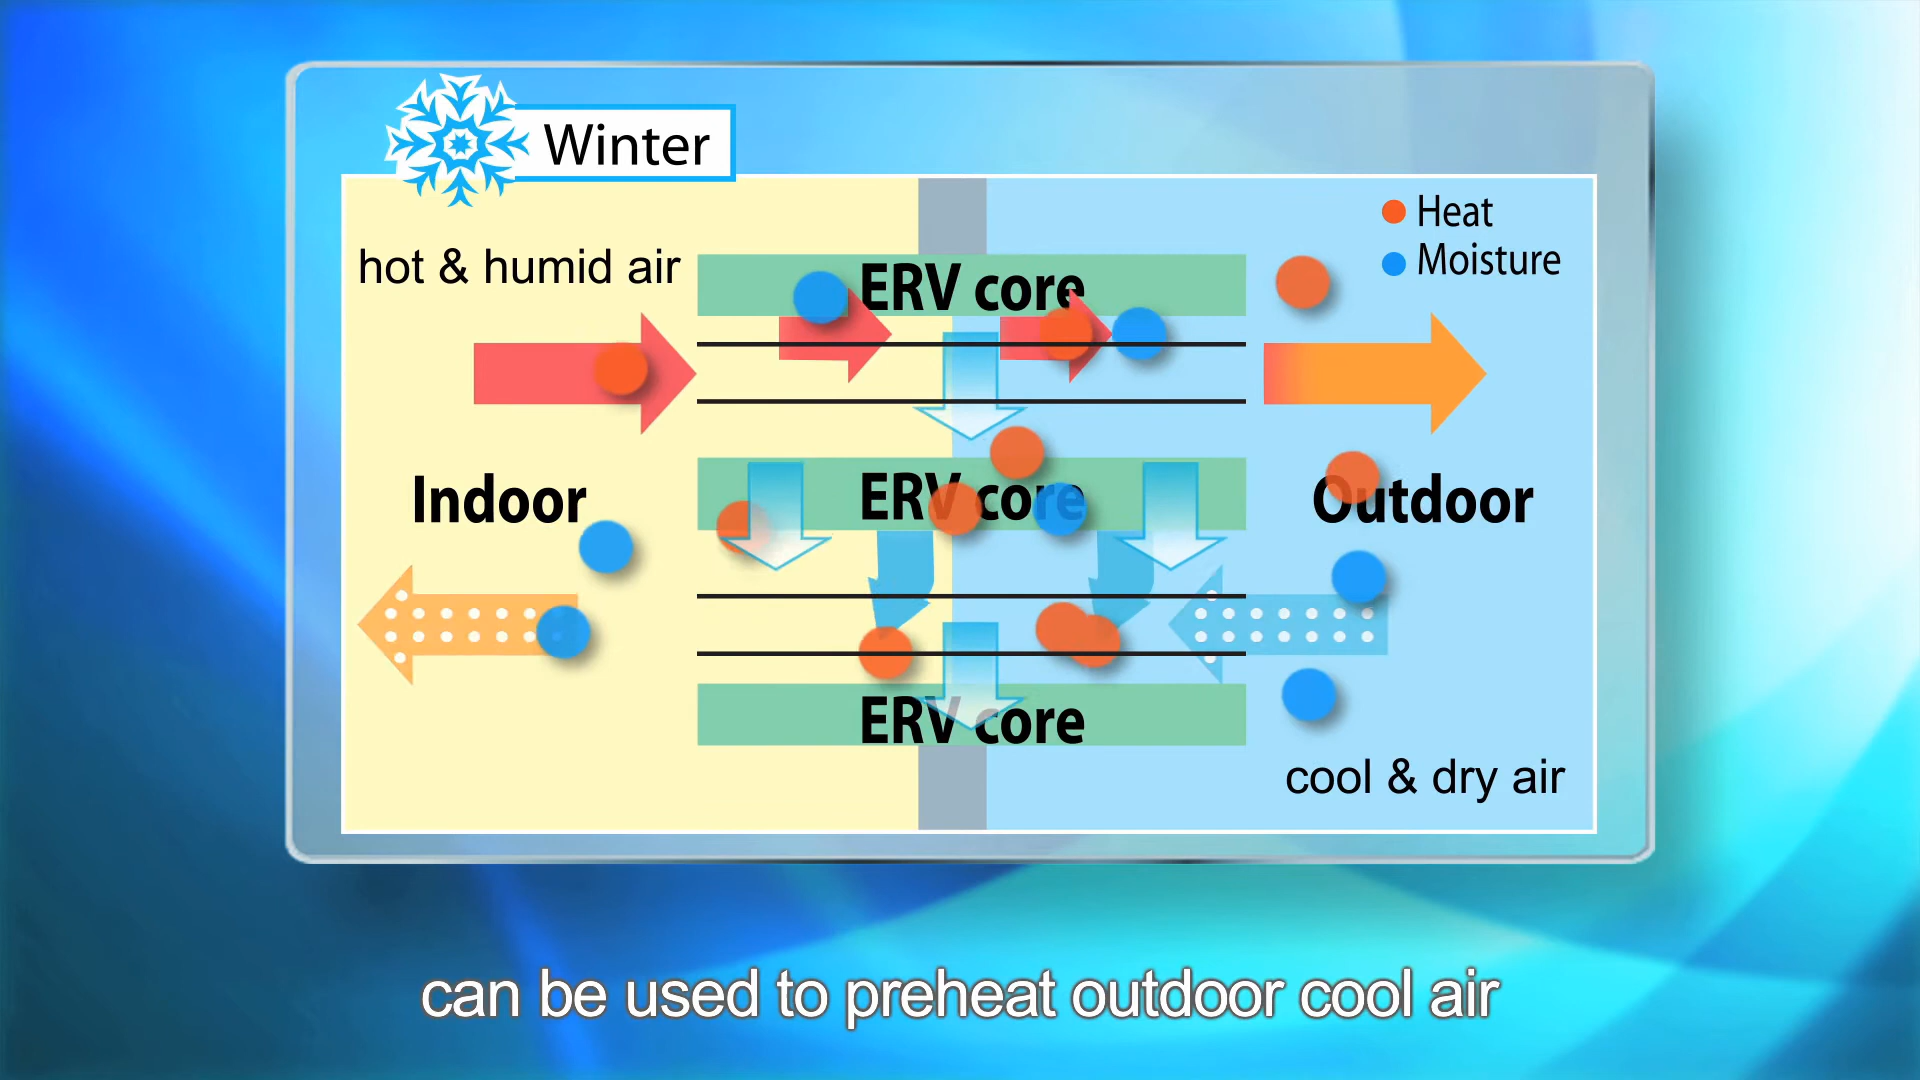 Winter
Heat
Moisture
hot & humid air
ERV core
Indoor
ERV core
Outdoor
ERV core
cool & dry air
can be used to preheat outdoor cool air